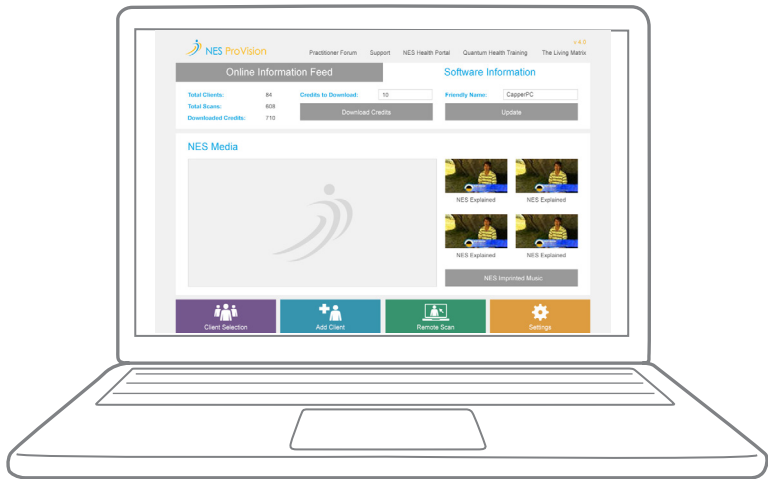 v 4.0
NES ProVision
Practitioner Forum Support NES Health Portal Quantum Health Training The Living Matrix
Online Information Feed Software Information
Total Clients: 84 Credits to Download: 10 Friendly Name: CapperPC
Total Scans: 608
Download Credits Update
Downloaded Credits: 710
NES Media
NES Explained NES Explained
NES Explained NES Explained
NES Imprinted Music
Client Selection Add Client Remote Scan Settings